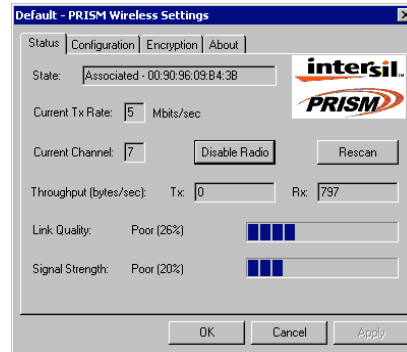 Default - PRISM Wireless Settings
Status Configuration Encryption About
State: Associated - 00:90:96:09:B4:3B
intersil.
PRISM
Current Tx Rate: 5 Mbits/sec
Current Channel: 7 Disable Radio Rescan
Throughput (bytes/sec): Tx: 0 Rx: 797
Link Quality: Poor (26%)
Signal Strength: Poor (20%)
OK Cancel Apply